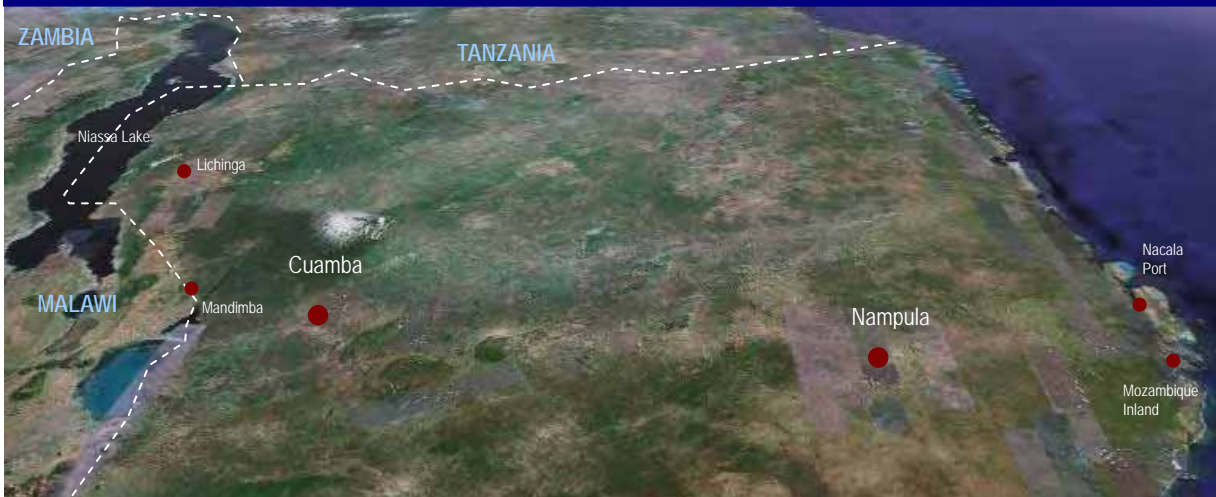 ZAMBIA
TANZANIA
Niassa Lake
Lichinga
Cuamba
Nacala
Port
MALAWI
Mandimba
Nampula
Mozambique
Inland